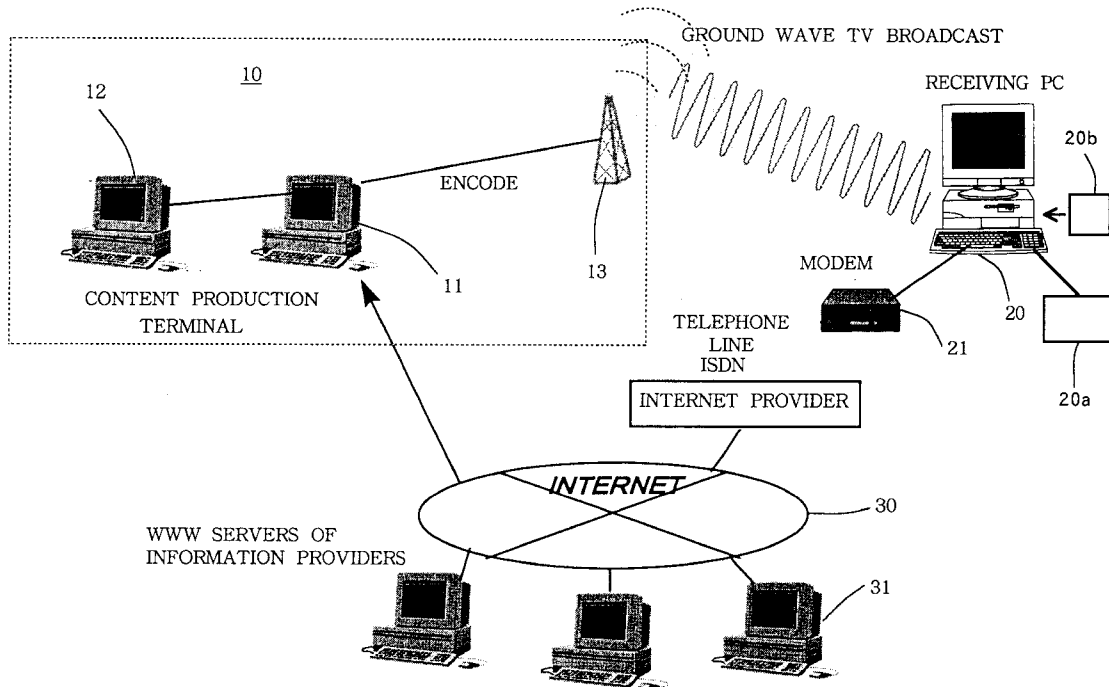 GROUND WAVE TV BROADCAST
10
12
RECEIVING PC
20b
ENCODE
13
11
MODEM
CONTENT PRODUCTION
TERMINAL
20
21
TELEPHONE
LINE
ISDN
20a
INTERNET PROVIDER
INTERNET
30
WWW SERVERS OF
INFORMATION PROVIDERS
31